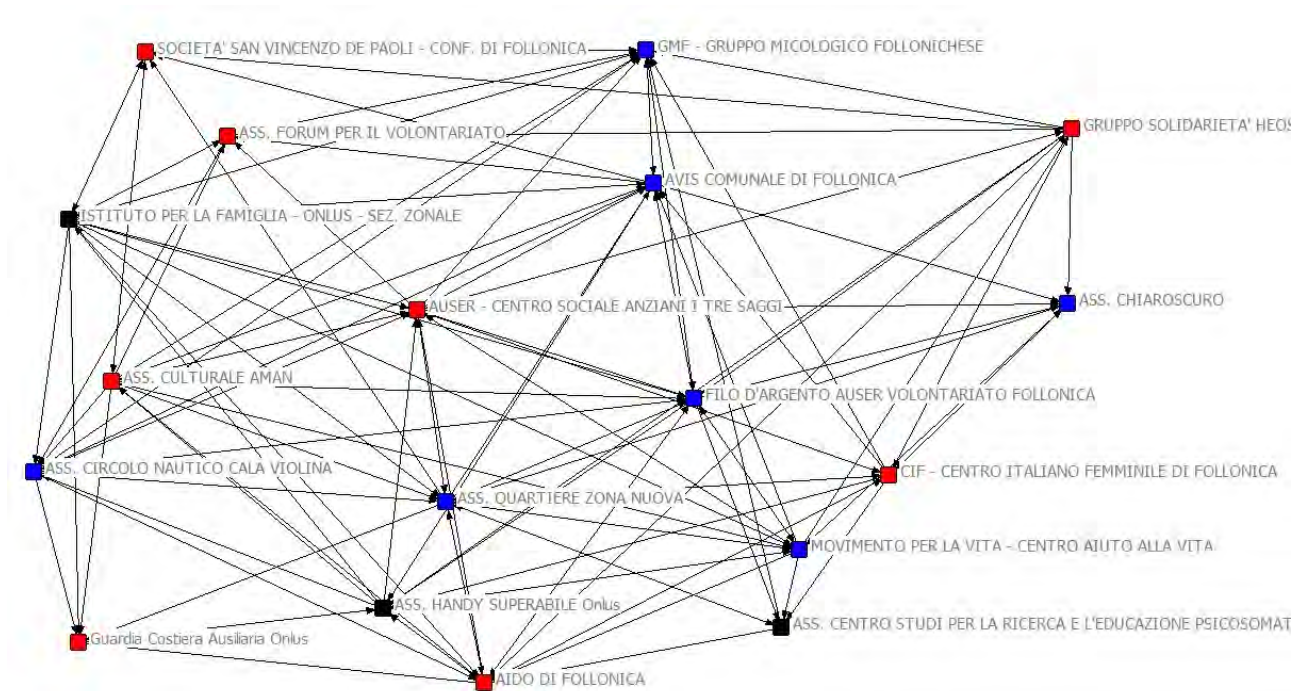 SOCIETA' SAN VINCENZO DE PAOLI - CONF. DI FOLLONICA
GMF - GRUPPO MICOLOGICO FOLLONICHESE
GRUPPO SOLIDARIETA' HEOS
ASS. FORUM PER IL VOLONTARIATO
AVIS COMUNALE DI FOLLONICA
ISTITUTO PER LA FAMIGLIA - ONLUS - SEZ. ZONALE
ASS. CHIAROSCURO
AUSER - CENTRO SOCIALE ANZIANI I TRE SAGGI
ASS. CULTURALE AMAN
FILO D'ARGENTO AUSER VOLONTARIATO FOLLONICA
ASS. CIRCOLO NAUTICO CALA VIOLINA
CIF - CENTRO ITALIANO FEMMINILE DI FOLLONICA
ASS. QUARTIERE ZONA NUOVA
MOVIMENTO PER LA VITA - CENTRO AIUTO ALLA VITA
ASS. HANDY SUPERABILE Onlus
ASS. CENTRO STUDI PER LA RICERCA E L'EDUCAZIONE PSICOSOMAT
Guardia Costiera Ausiliaria Onlus
AIDO DI FOLLONICA